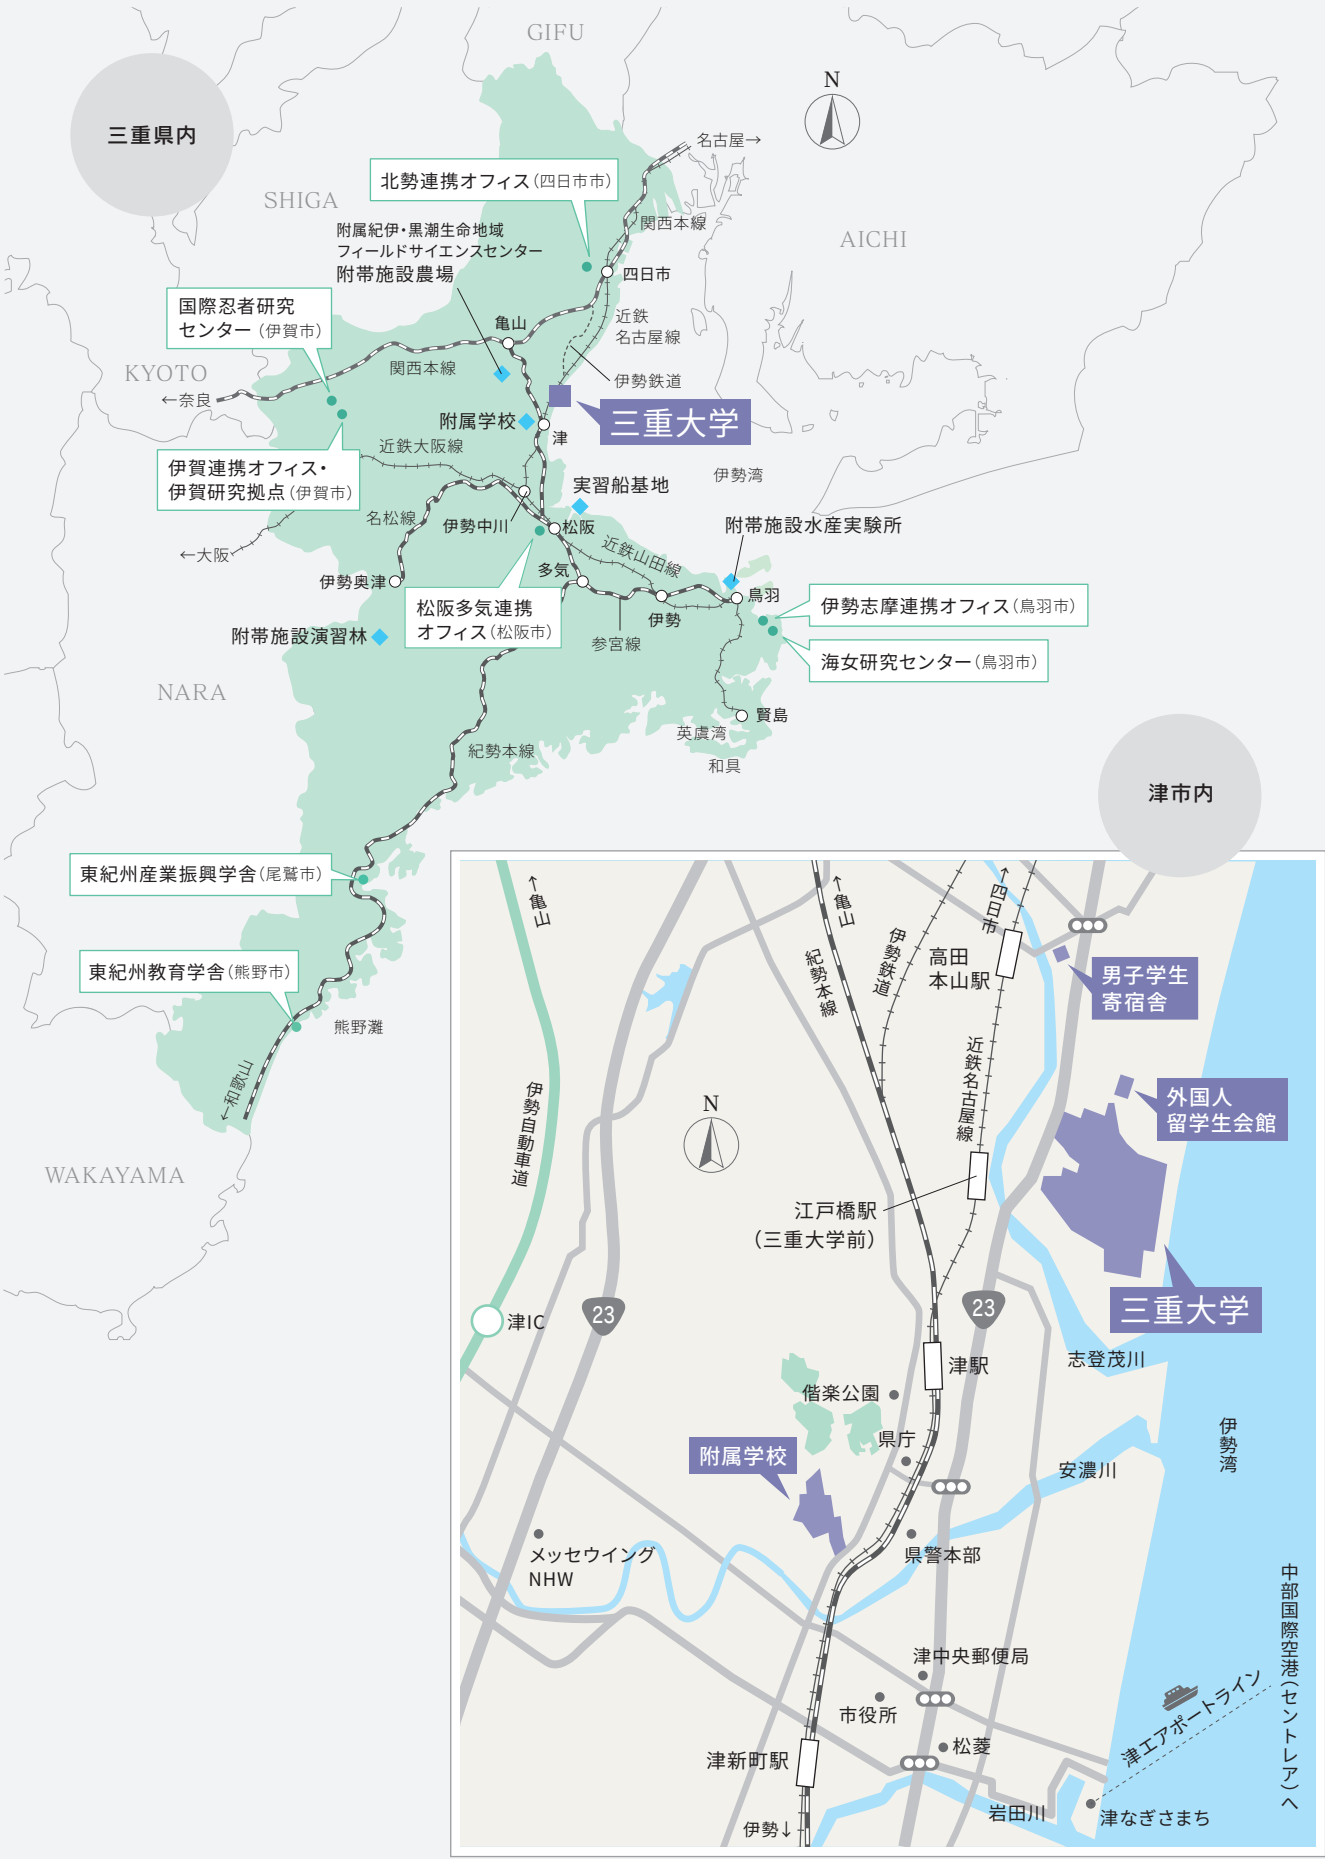 三重県内
GIFU
N
名古屋→
SHIGA
北勢連携オフィス(四日市市)
関西本線
AICHI
附属紀伊・黒潮生命地域
フィールドサイエンスセンター
附帯施設農場
四日市
国際忍者研究
センター(伊賀市)
亀山
近鉄
名古屋線
関西本線
KYOTO
←奈良
伊勢鉄道
三重大学
附属学校
津
近鉄大阪線
伊賀連携オフィス・
伊賀研究拠点(伊賀市)
伊勢湾
実習船基地
名松線
伊勢中川
松阪
附帯施設水産実験所
←大阪
近鉄山田線
伊勢奥津
多気
鳥羽
伊勢志摩連携オフィス(鳥羽市)
松阪多気連携
オフィス(松阪市)
伊勢
附帯施設演習林
参宮線
海女研究センター(鳥羽市)
NARA
賢島
英虞湾
和具
紀勢本線
津市内
東紀州産業振興学舎(尾鷲市)
東紀州教育学舎(熊野市)
熊野灘
←和歌山
WAKAYAMA
←亀山
←亀山
→四日市
紀勢本線
伊勢鉄道
高田
本山駅
男子学生
寄宿舎
近鉄名古屋線
伊勢自動車道
N
外国人
留学生会館
江戸橋駅
(三重大学前)
三重大学
津IC
23
23
津駅
志登茂川
偕楽公園
県庁
伊勢湾
附属学校
安濃川
メッセウイング
NHW
県警本部
中部国際空港(セントレア)へ
津中央郵便局
市役所
津エアポートライン
松菱
津新町駅
岩田川
津なぎさまち
伊勢↓